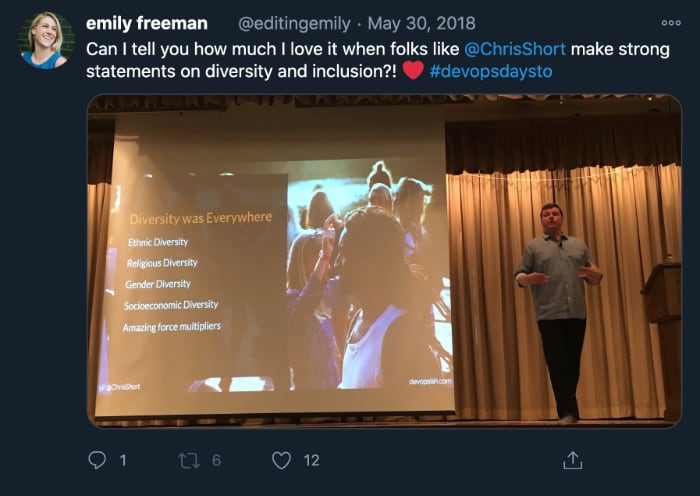 emily freeman @editingemily · May 30, 2018
Can I tell you how much I love it when folks like @ChrisShort make strong
statements on diversity and inclusion?! ❤️ #devopsdaysto
Diversity was Everywhere
Ethnic Diversity
Religious Diversity
Gender Diversity
Socioeconomic Diversity
Amazing force multipliers
@ChrisShort
devopsish.com
1 6 12